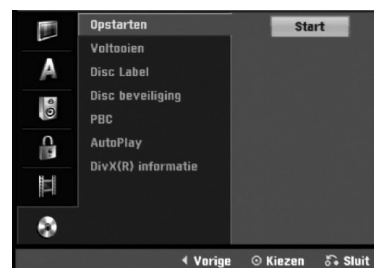 Opstarten
Start
Voltooien
Disc Label
Disc beveiliging
PBC
AutoPlay
DivX(R) informatie
Vorige Kiezen Sluit